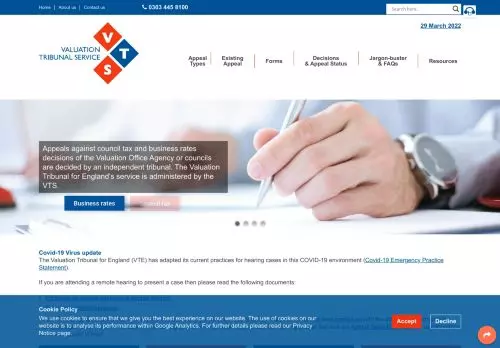 Home About us Contact us 0303 445 8100 Search here..
29 March 2022
VALUATION
TRIBUNAL SERVICE
V T S
Appeal Types Existing Appeal Forms Decisions & Appeal Status Jargon-buster & FAQs Resources
Appeals against council tax and business rates
decisions of the Valuation Office Agency or councils
are decided by an independent tribunal. The Valuation
Tribunal for England's service is administered by the
VTS.
Business rates
Covid-19 Virus update
The Valuation Tribunal for England (VTE) has adapted its current practices for hearing cases in this COVID-19 environment (Covid-19 Emergency Practice
Statement)
If you are attending a remote hearing to present a case then please read the following documents:
Cookie Policy
We use cookies to ensure that we give you the best experience on our website. The use of cookies on our
website is to analyse its performance within Google Analytics. For further details please read our Privacy
Notice page.
Accept Decline